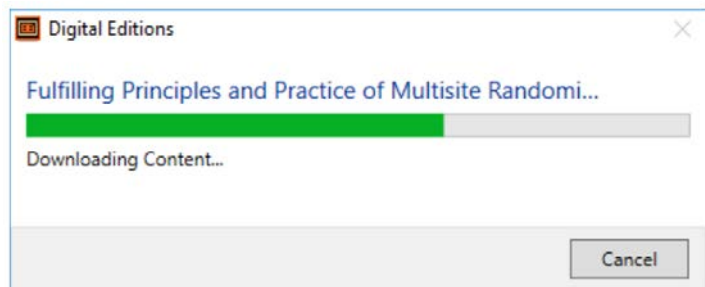 Digital Editions
Fulfilling Principles and Practice of Multisite Randomi...
Downloading Content...
Cancel